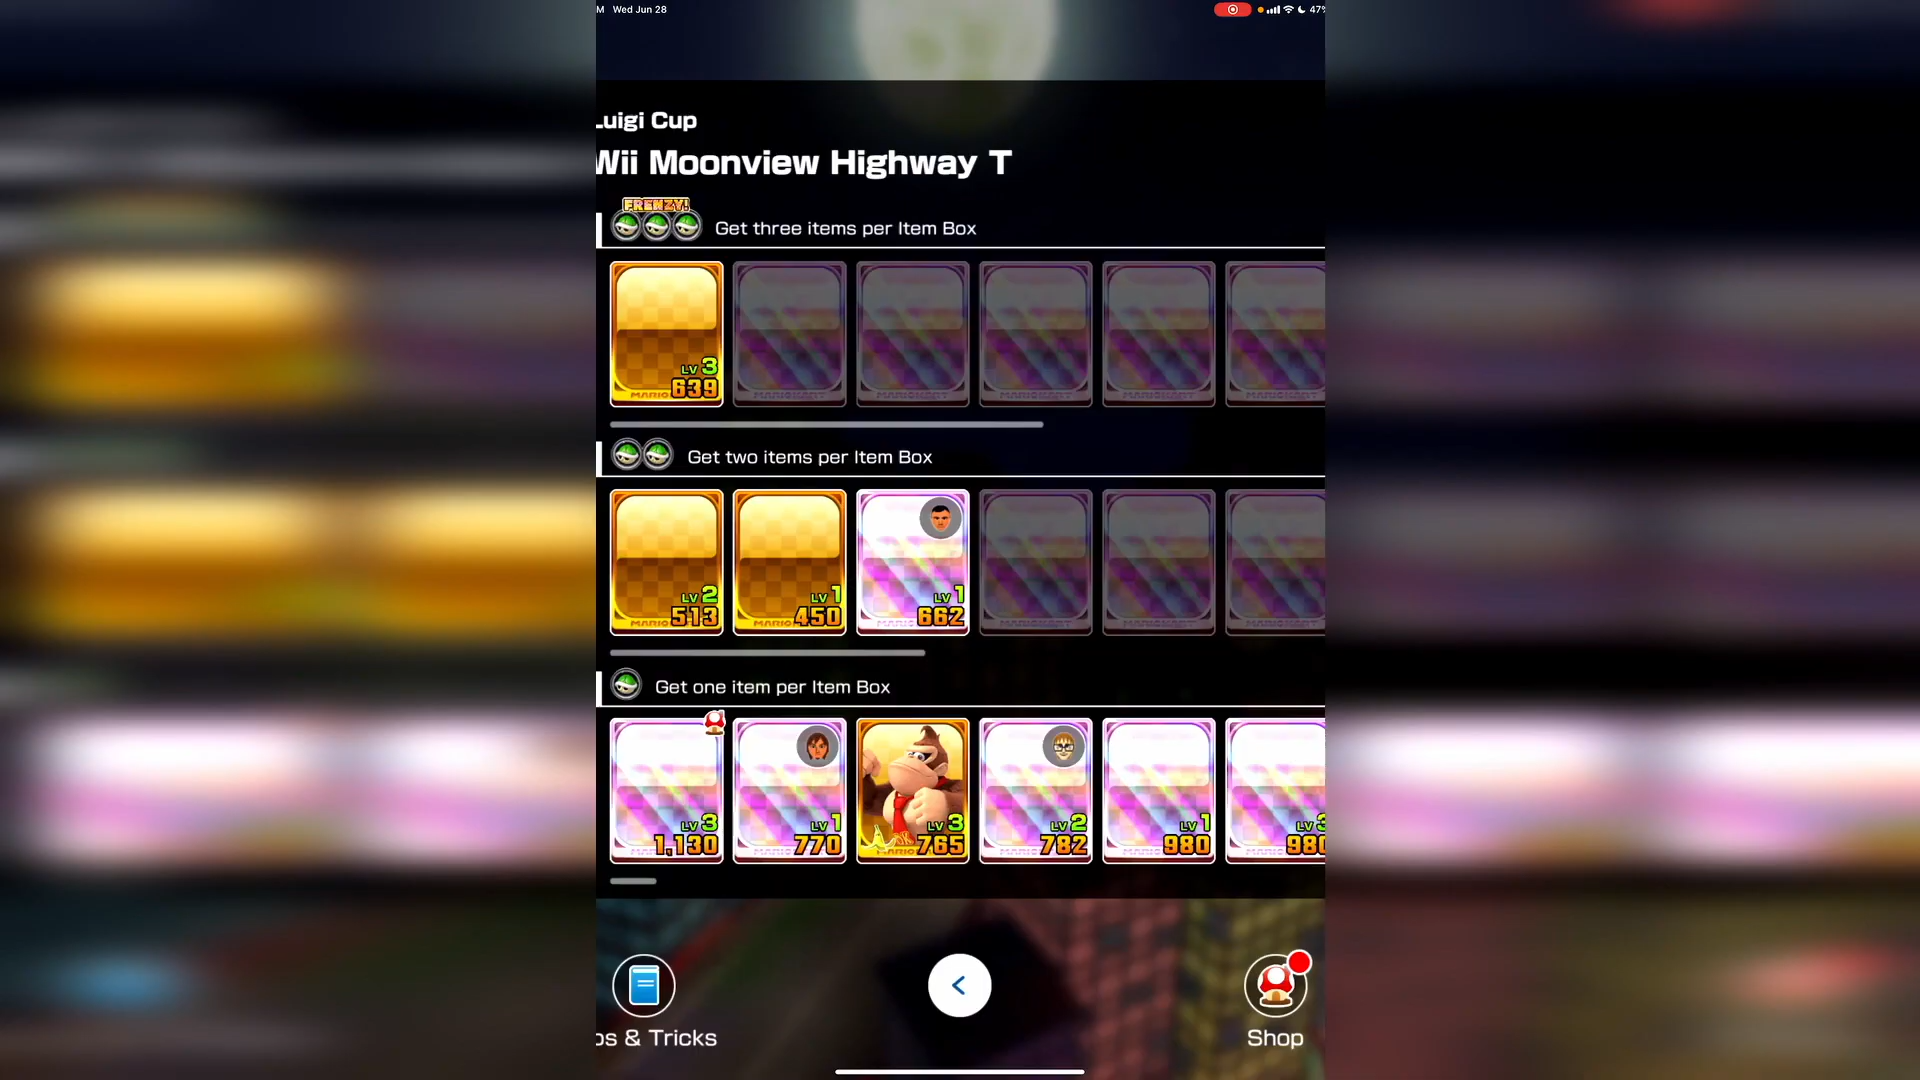 M Wed Jun 28 47%
Luigi Cup
Wii Moonview Highway T
FRENZY!
Get three items per Item Box
LV 3
639
Get two items per Item Box
LV 2
513
LV 1
450
LV 1
662
Get one item per Item Box
LV 3
1,130
LV 1
770
LV 3
765
LV 2
782
LV 1
980
LV 3
980
ps & Tricks
Shop